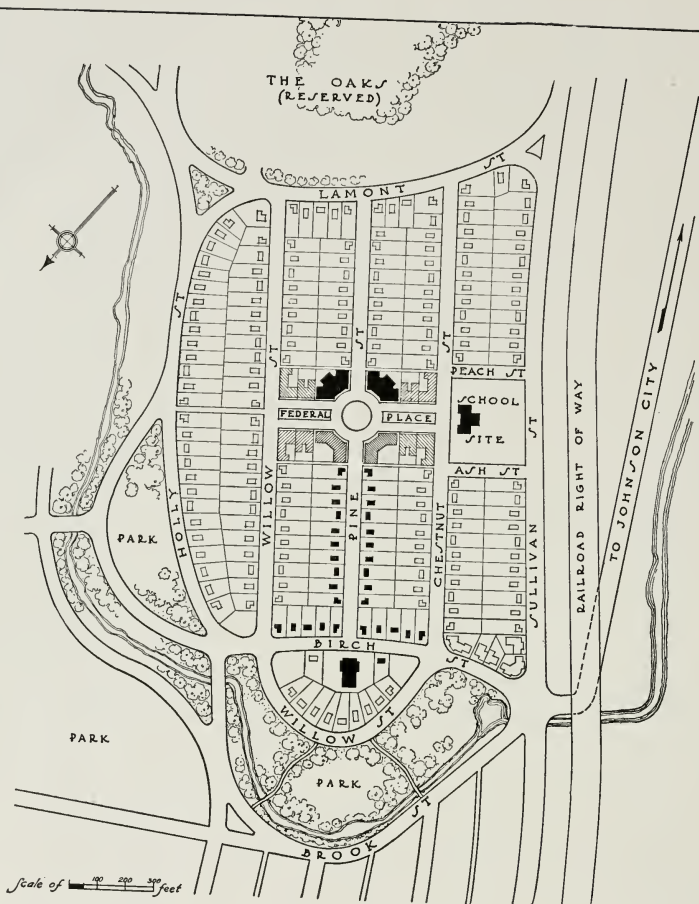 THE OAKS
(RESERVED)
LAMONT ST
ST
ST
ST
ST
PEACH ST
SCHOOL
SITE
FEDERAL PLACE
ASH ST
HOLLY
WILLOW
PINE
CHESTNUT
SULLIVAN
ST
RAILROAD RIGHT OF WAY
TO JOHNSON CITY
PARK
BIRCH ST
WILLOW ST
PARK
PARK
BROOK ST
Scale of 100 200 300 feet